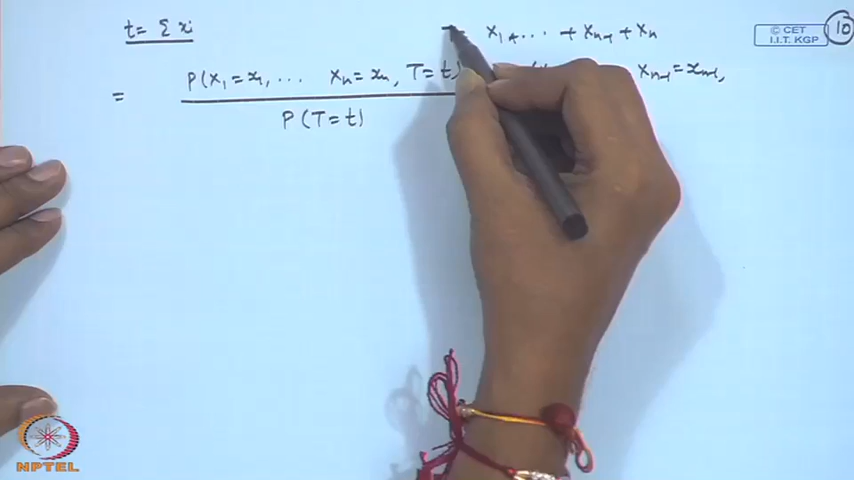 t = Σ xi
= X₁ + ... + Xₙ₋₁ + Xₙ
© CET
I.I.T. KGP
10
= P(X₁ = x₁, ... Xₙ = xₙ, T = t)
Xₙ₋₁ = xₙ₋₁,
P(T = t)
NPTEL